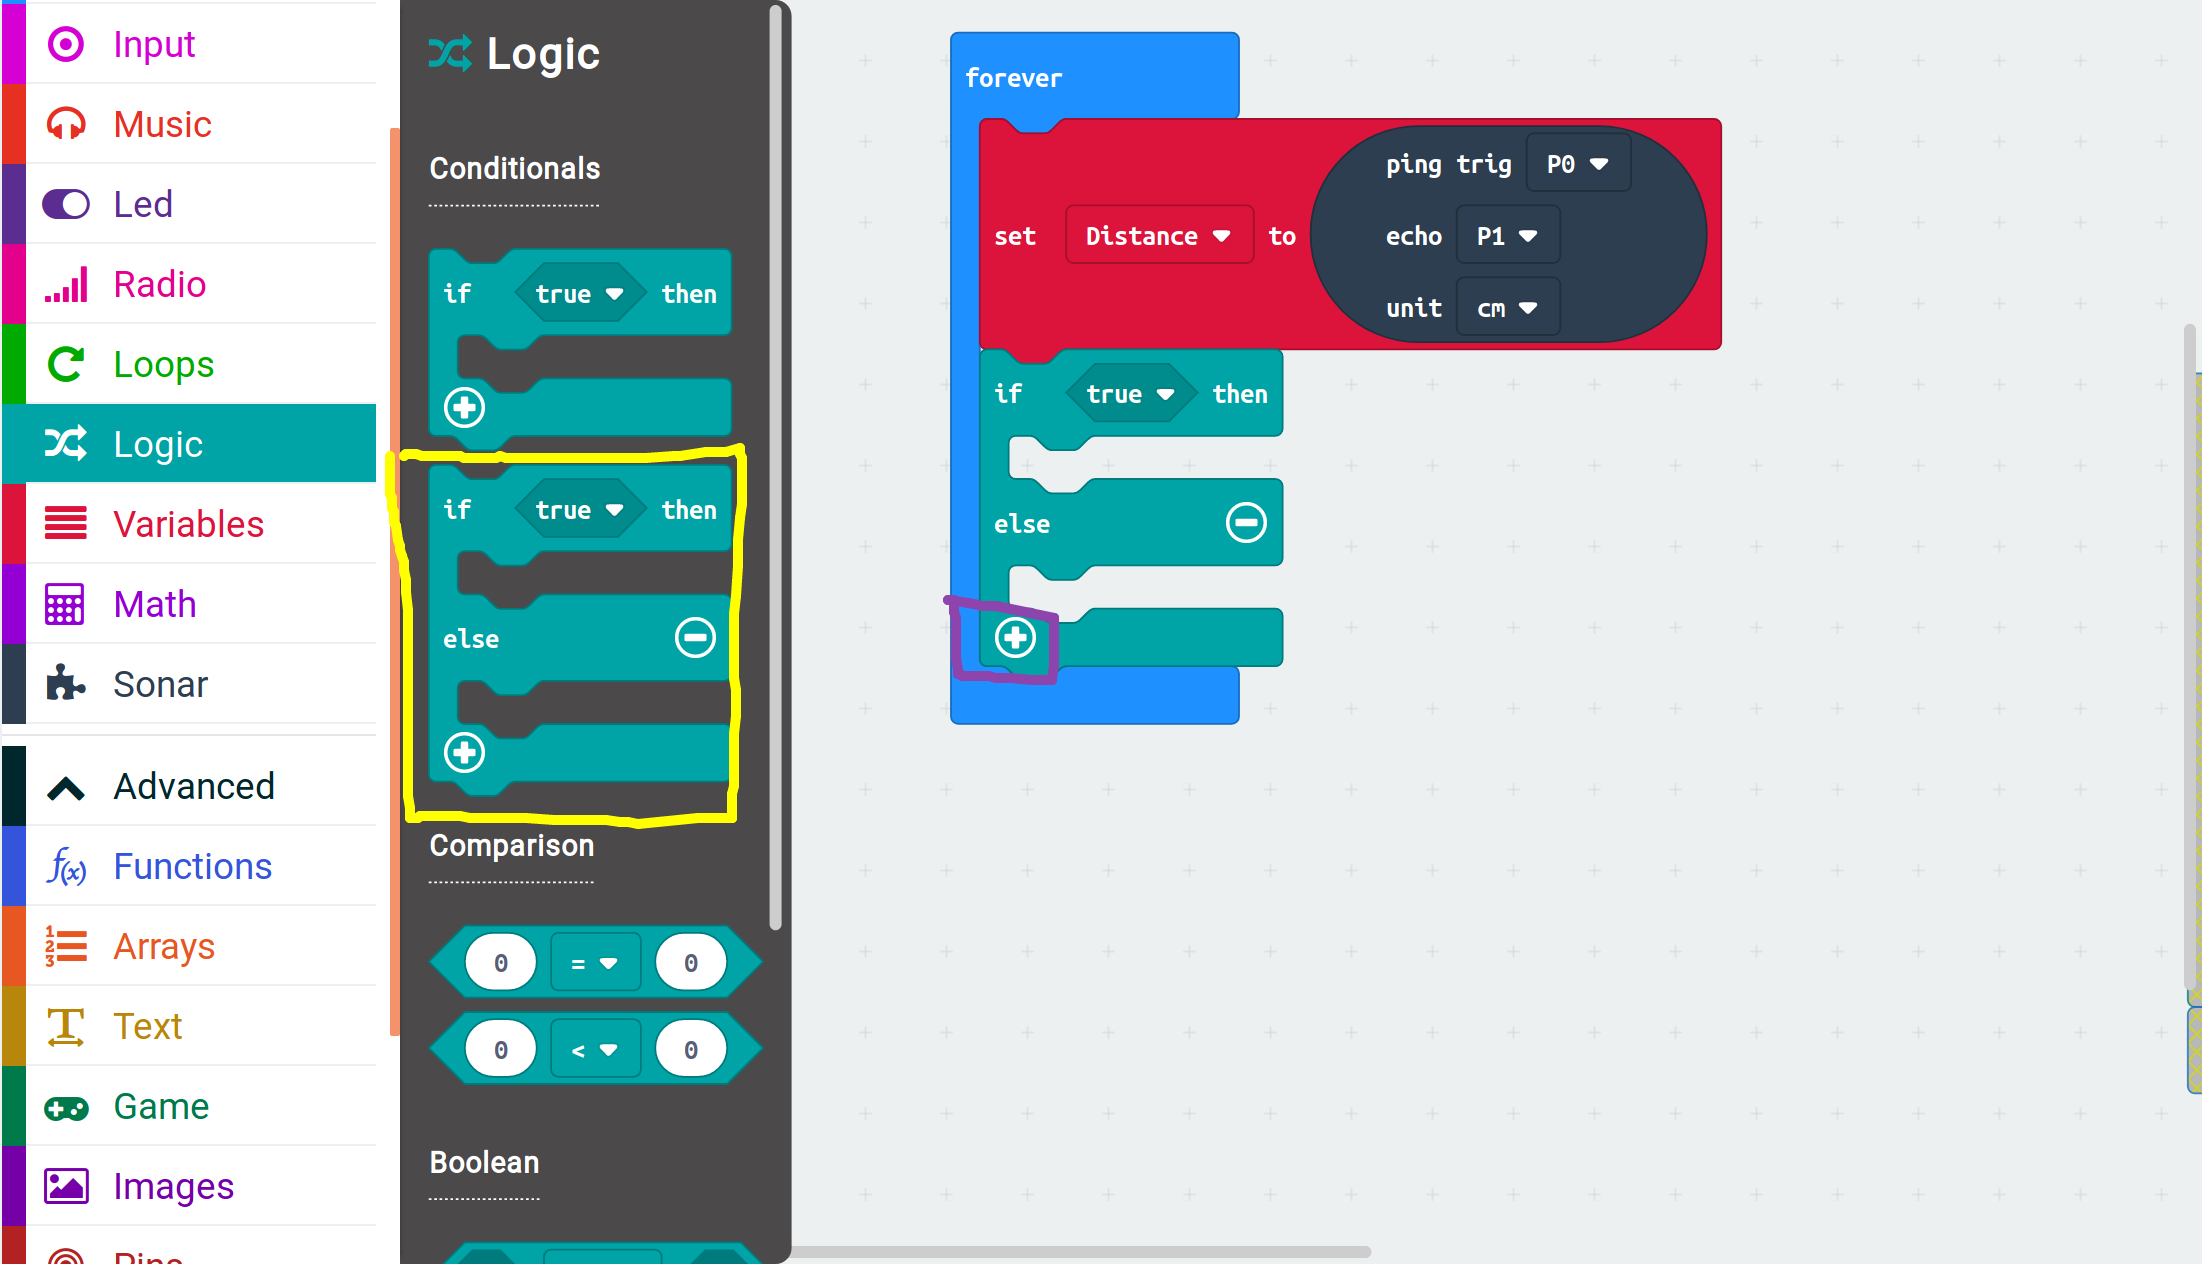 Input
Music
Led
Radio
Loops
Logic
Variables
Math
Sonar
Advanced
Functions
Arrays
Text
Game
Images
Logic
Conditionals
if true then
if true then
else
Comparison
0 = 0
0 < 0
Boolean
forever
set Distance to
ping trig P0
echo P1
unit cm
if true then
else